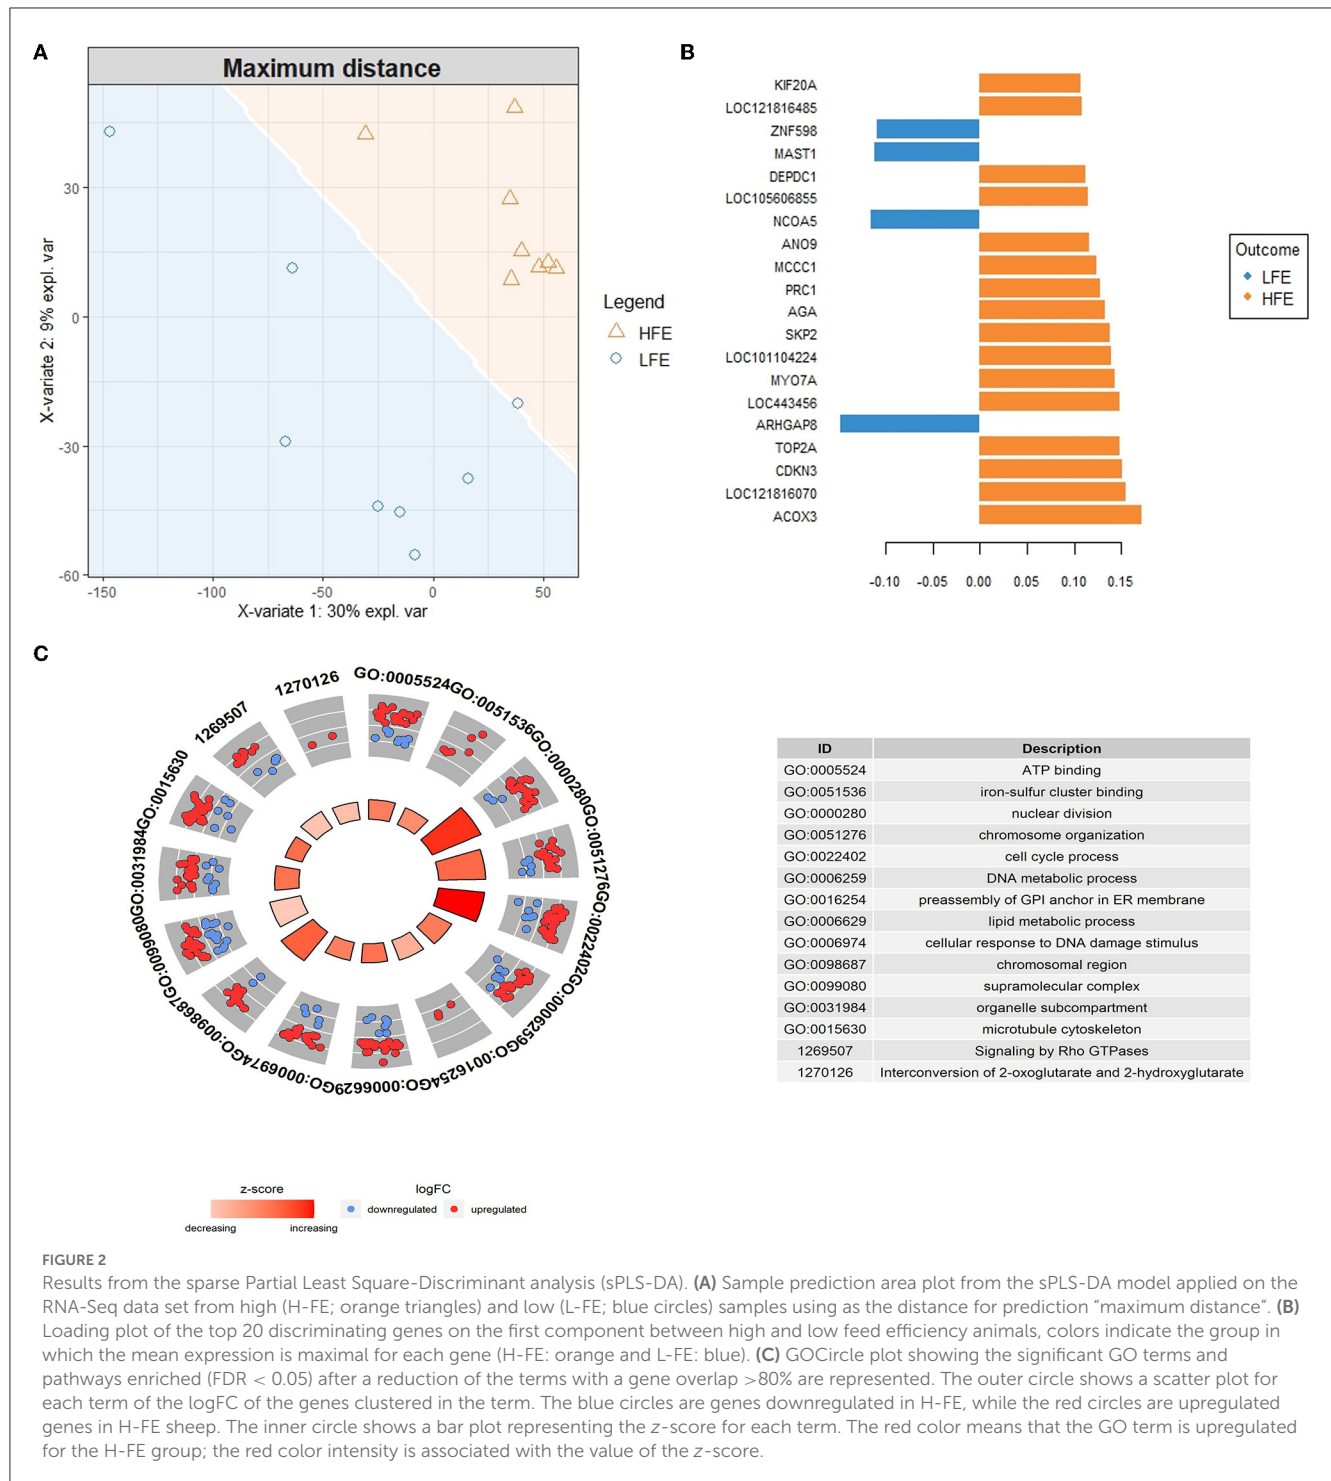 A
Maximum distance
30
0
-30
-60
-150
-100
-50
0
50
X-variate 2: 9% expl. var
X-variate 1: 30% expl. var
Legend
HFE
LFE
B
KIF20A
LOC121816485
ZNF598
MAST1
DEPDC1
LOC105606855
NCOA5
ANO9
MCCC1
PRC1
AGA
SKP2
LOC101104224
MYO7A
LOC443456
ARHGAP8
TOP2A
CDKN3
LOC121816070
ACOX3
-0.10 -0.05 0.00 0.05 0.10 0.15
Outcome
LFE
HFE
C
GO:0005524
GO:0051536
GO:0000280
GO:0051276
GO:0022402
GO:0006259
GO:0016254
GO:0006629
GO:0006974
GO:0098687
GO:0099080
GO:0031984
GO:0015630
1269507
1270126
z-score
decreasing increasing
logFC
downregulated upregulated
ID Description
GO:0005524 ATP binding
GO:0051536 iron-sulfur cluster binding
GO:0000280 nuclear division
GO:0051276 chromosome organization
GO:0022402 cell cycle process
GO:0006259 DNA metabolic process
GO:0016254 preassembly of GPI anchor in ER membrane
GO:0006629 lipid metabolic process
GO:0006974 cellular response to DNA damage stimulus
GO:0098687 chromosomal region
GO:0099080 supramolecular complex
GO:0031984 organelle subcompartment
GO:0015630 microtubule cytoskeleton
1269507 Signaling by Rho GTPases
1270126 Interconversion of 2-oxoglutarate and 2-hydroxyglutarate
FIGURE 2
Results from the sparse Partial Least Square-Discriminant analysis (sPLS-DA). (A) Sample prediction area plot from the sPLS-DA model applied on the
RNA-Seq data set from high (H-FE; orange triangles) and low (L-FE; blue circles) samples using as the distance for prediction "maximum distance". (B)
Loading plot of the top 20 discriminating genes on the first component between high and low feed efficiency animals, colors indicate the group in
which the mean expression is maximal for each gene (H-FE: orange and L-FE: blue). (C) GOCircle plot showing the significant GO terms and
pathways enriched (FDR < 0.05) after a reduction of the terms with a gene overlap >80% are represented. The outer circle shows a scatter plot for
each term of the logFC of the genes clustered in the term. The blue circles are genes downregulated in H-FE, while the red circles are upregulated
genes in H-FE sheep. The inner circle shows a bar plot representing the z-score for each term. The red color means that the GO term is upregulated
for the H-FE group; the red color intensity is associated with the value of the z-score.